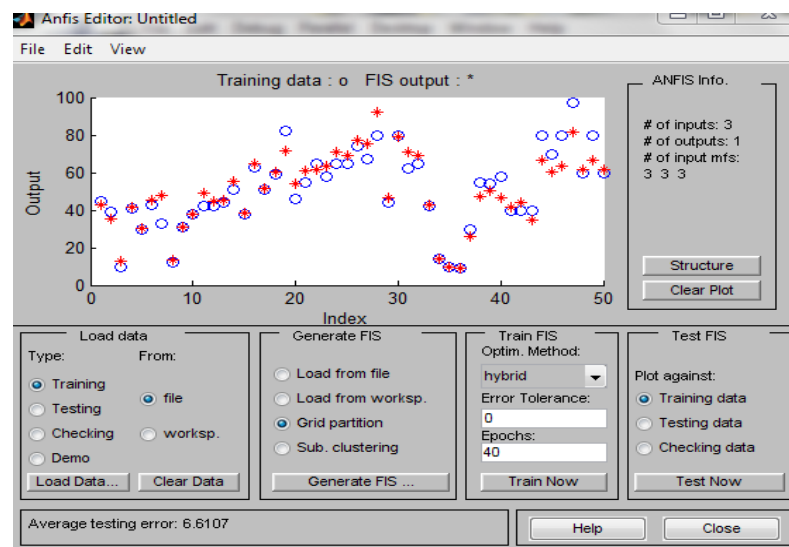 Anfis Editor: Untitled
File Edit View
Training data : o FIS output : *
100
80
60
40
20
0
Output
0 10 20 30 40 50
Index
ANFIS Info.
# of inputs: 3
# of outputs: 1
# of input mfs:
3 3 3
Structure
Clear Plot
Load data
Type: From:
Training
Testing
Checking
Demo
file
worksp.
Load Data... Clear Data
Generate FIS
Load from file
Load from worksp.
Grid partition
Sub. clustering
Generate FIS ...
Train FIS
Optim. Method:
hybrid
Error Tolerance:
0
Epochs:
40
Train Now
Test FIS
Plot against:
Training data
Testing data
Checking data
Test Now
Average testing error: 6.6107
Help Close